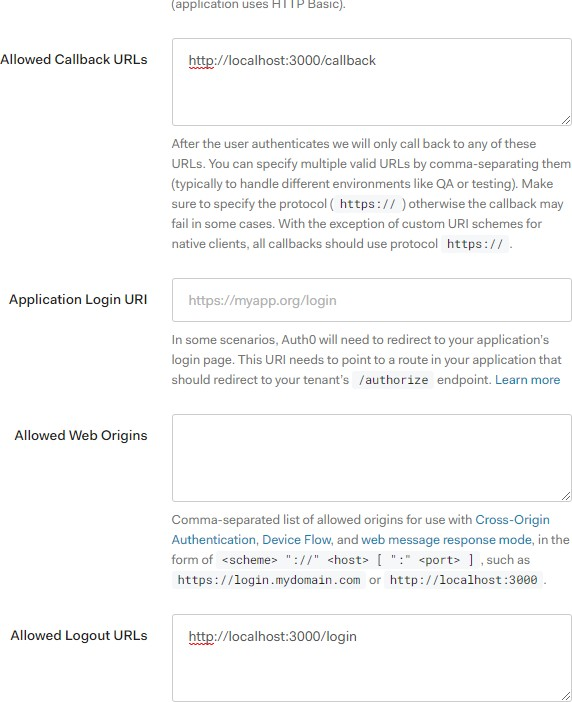 (application uses HTTP Basic).
Allowed Callback URLs
http://localhost:3000/callback
After the user authenticates we will only call back to any of these
URLs. You can specify multiple valid URLs by comma-separating them
(typically to handle different environments like QA or testing). Make
sure to specify the protocol ( https:// ) otherwise the callback may
fail in some cases. With the exception of custom URI schemes for
native clients, all callbacks should use protocol https:// .
Application Login URI
https://myapp.org/login
In some scenarios, Auth0 will need to redirect to your application's
login page. This URI needs to point to a route in your application that
should redirect to your tenant's /authorize endpoint. Learn more
Allowed Web Origins
Comma-separated list of allowed origins for use with Cross-Origin
Authentication, Device Flow, and web message response mode, in the
form of <scheme> "://" <host> [ ":" <port> ] , such as
https://login.mydomain.com or http://localhost:3000 .
Allowed Logout URLs
http://localhost:3000/login